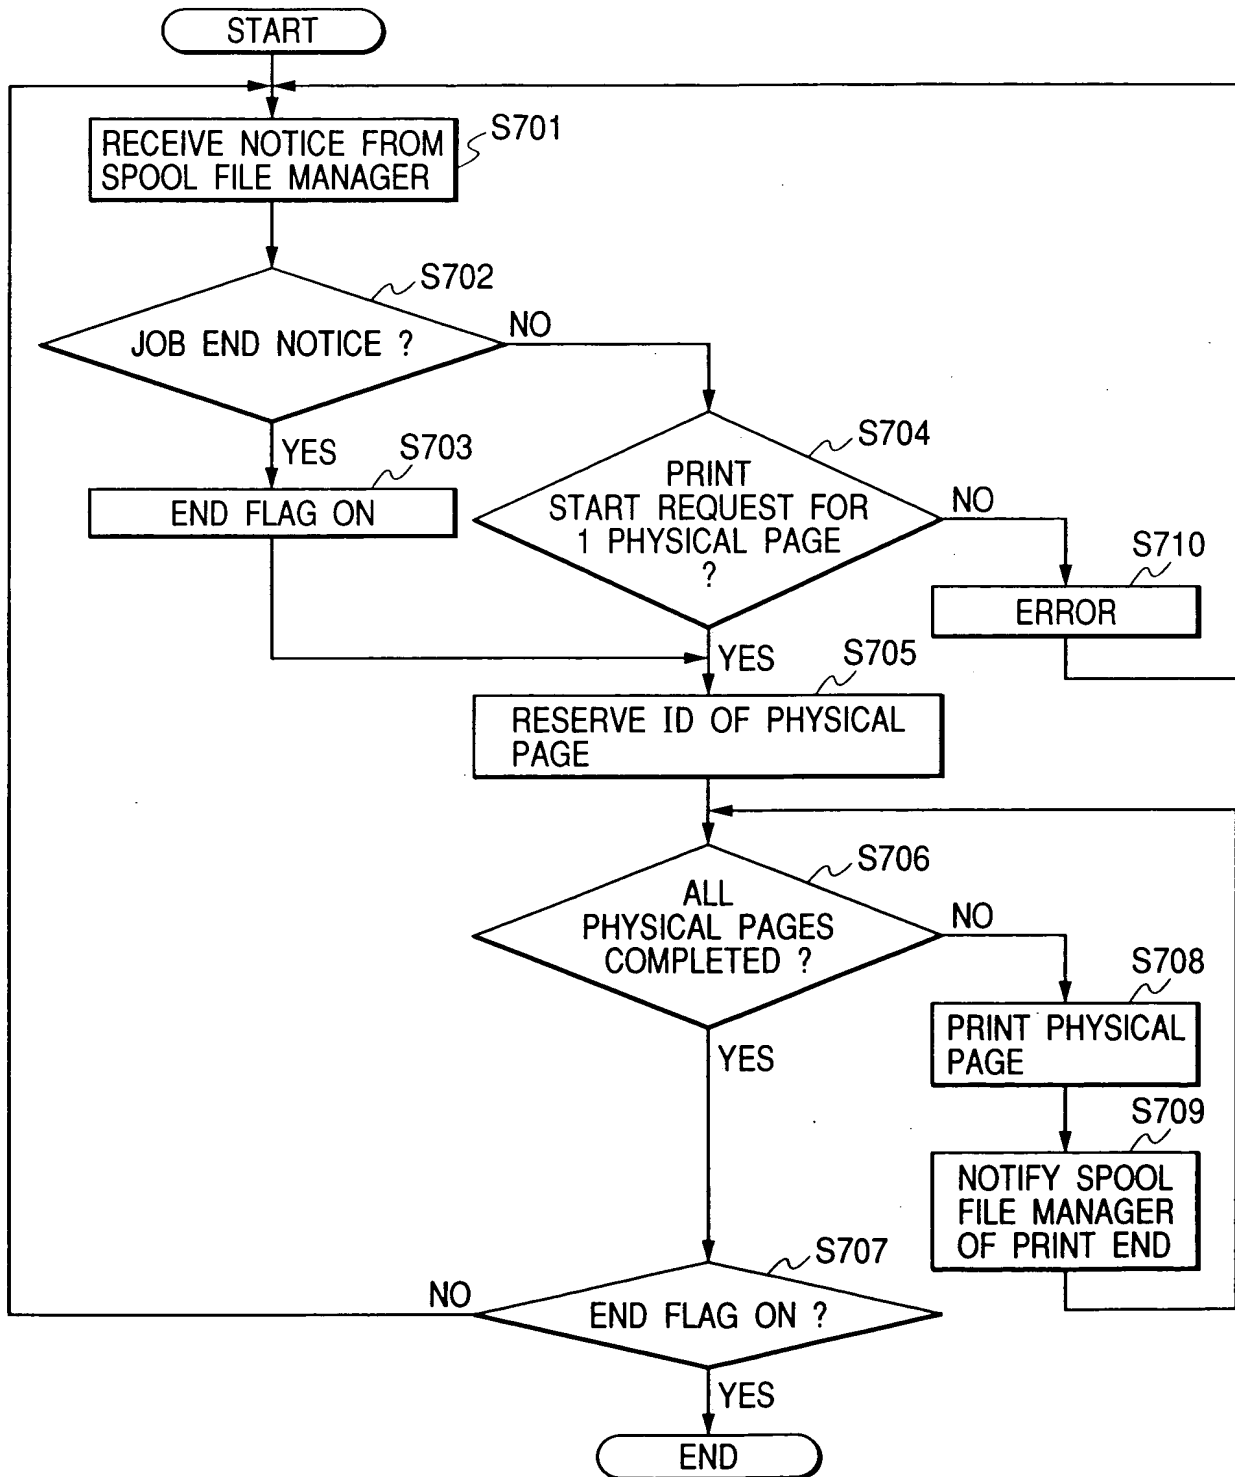 START
RECEIVE NOTICE FROM
SPOOL FILE MANAGER
S701
S702
JOB END NOTICE ?
NO
YES
S703
END FLAG ON
S704
PRINT
START REQUEST FOR
1 PHYSICAL PAGE
?
NO
S710
ERROR
YES
S705
RESERVE ID OF PHYSICAL
PAGE
S706
ALL
PHYSICAL PAGES
COMPLETED ?
NO
S708
PRINT PHYSICAL
PAGE
YES
S709
NOTIFY SPOOL
FILE MANAGER
OF PRINT END
S707
END FLAG ON ?
NO
YES
END